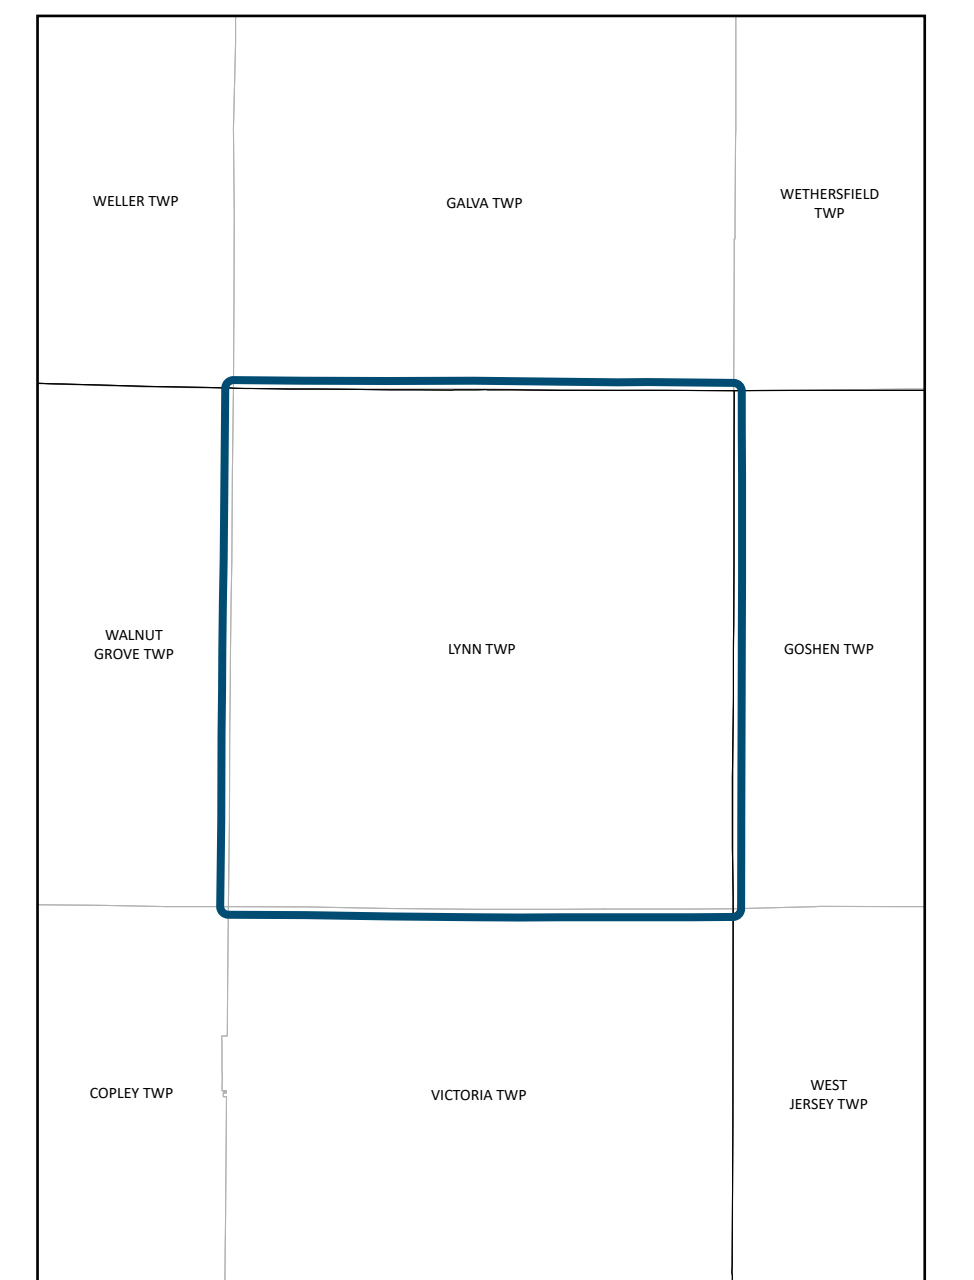 WELLER TWP
GALVA TWP
WETHERSFIELD
TWP
WALNUT
GROVE TWP
LYNN TWP
GOSHEN TWP
COPLEY TWP
VICTORIA TWP
WEST
JERSEY TWP